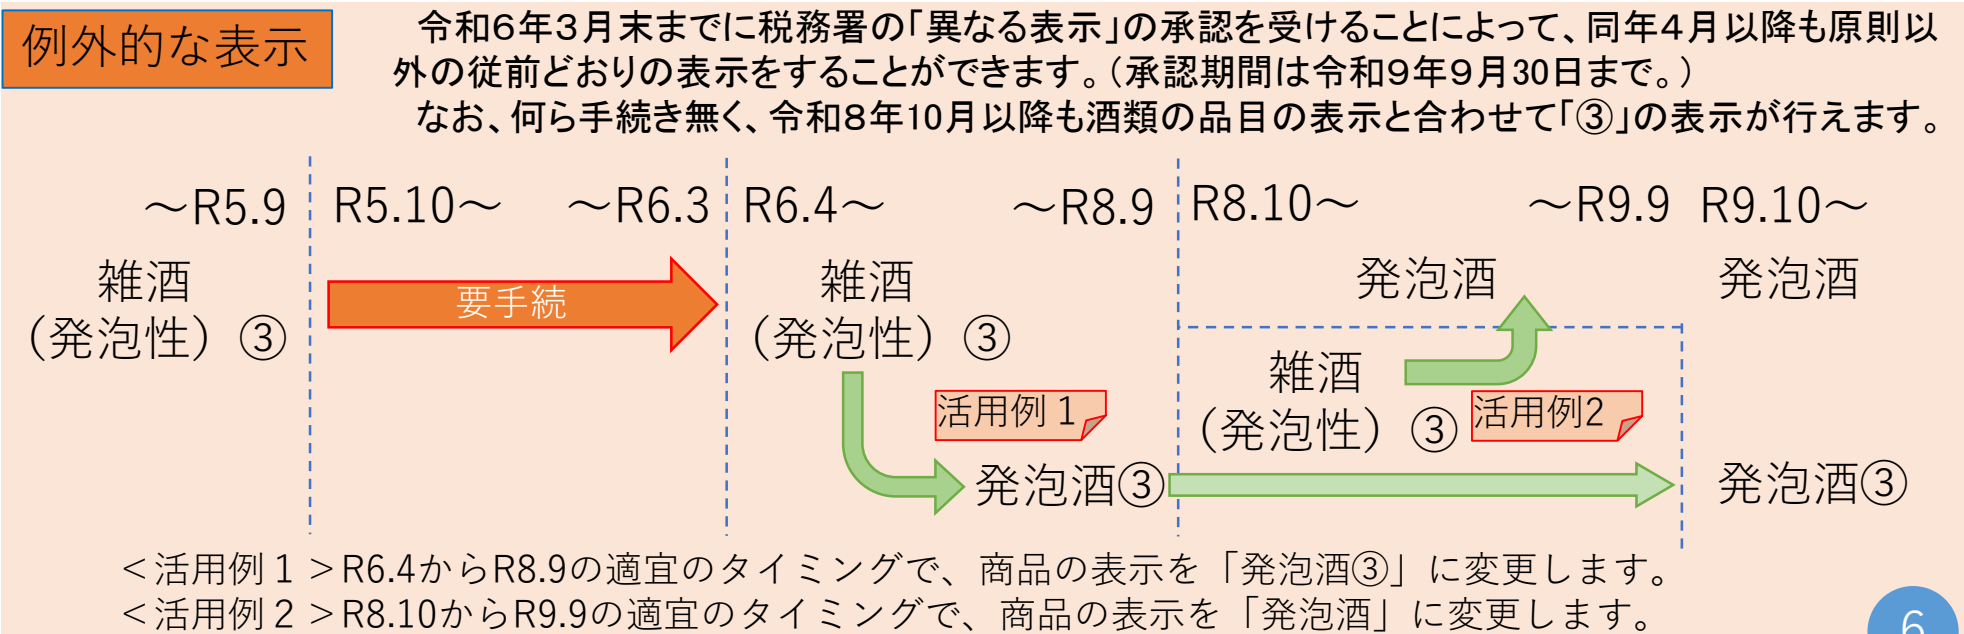 例外的な表示
令和６年３月末までに税務署の「異なる表示」の承認を受けることによって、同年４月以降も原則以
外の従前どおりの表示をすることができます。（承認期間は令和９年９月30日まで。）
なお、何ら手続き無く、令和８年10月以降も酒類の品目の表示と合わせて「③」の表示が行えます。
～R5.9 R5.10～ ～R6.3 R6.4～ ～R8.9 R8.10～ ～R9.9 R9.10～
雑酒
（発泡性）③
要手続
雑酒
（発泡性）③
発泡酒
発泡酒
雑酒
（発泡性）③
活用例１
活用例2
発泡酒③
発泡酒③
＜活用例１＞R6.4からR8.9の適宜のタイミングで、商品の表示を「発泡酒③」に変更します。
＜活用例２＞R8.10からR9.9の適宜のタイミングで、商品の表示を「発泡酒」に変更します。
6